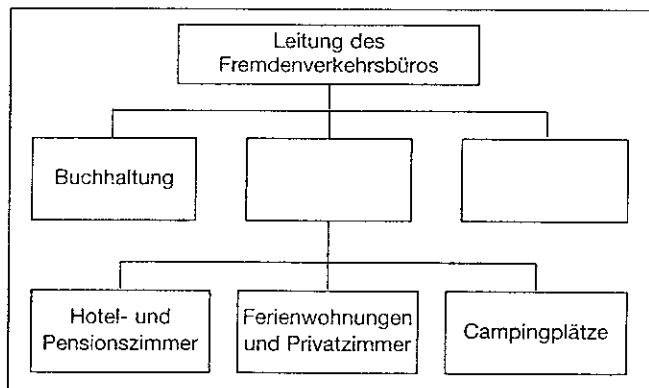 Leitung des
Fremdenverkehrsbüros
Buchhaltung
Hotel- und
Pensionszimmer
Ferienwohnungen
und Privatzimmer
Campingplätze